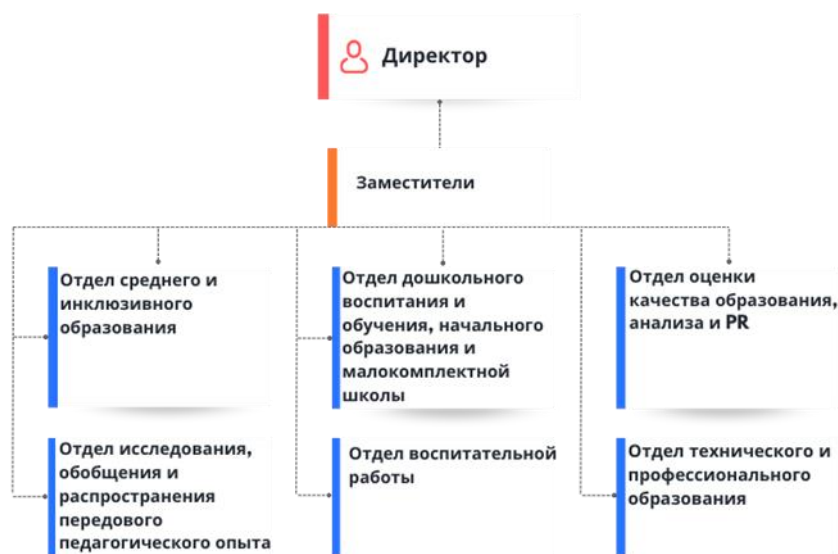 Директор
Заместители
Отдел среднего и
инклюзивного
образования
Отдел дошкольного
воспитания и
обучения, начального
образования и
малокомплектной
школы
Отдел оценки
качества образования,
анализа и PR
Отдел исследования,
обобщения и
распространения
передового
педагогического опыта
Отдел воспитательной
работы
Отдел технического и
профессионального
образования